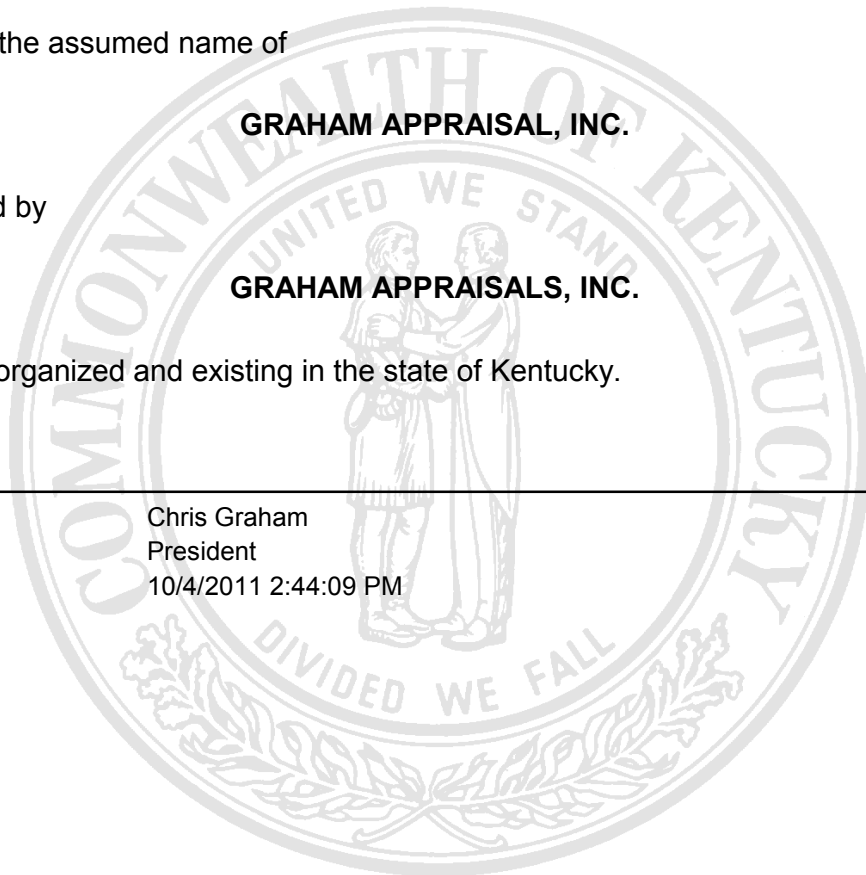 the assumed name of
GRAHAM APPRAISAL, INC.
d by
GRAHAM APPRAISALS, INC.
organized and existing in the state of Kentucky.
Chris Graham
President
10/4/2011 2:44:09 PM
COMMONWEALTH OF KENTUCKY
UNITED WE STAND
DIVIDED WE FALL